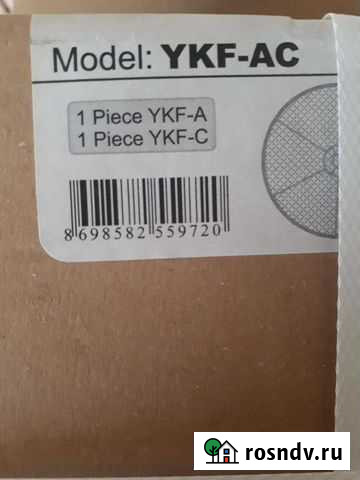 Model: YKF-AC
1 Piece YKF-A
1 Piece YKF-C
8 698582 559720
rosndv.ru